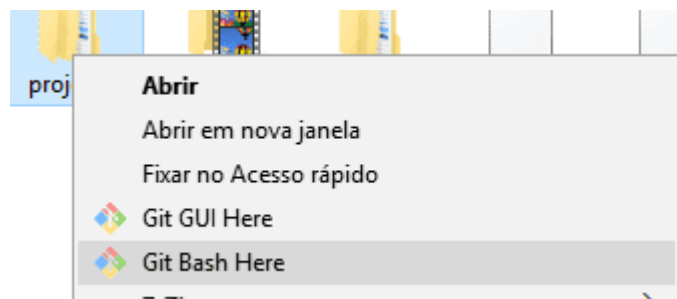 proj
Abrir
Abrir em nova janela
Fixar no Acesso rápido
Git GUI Here
Git Bash Here